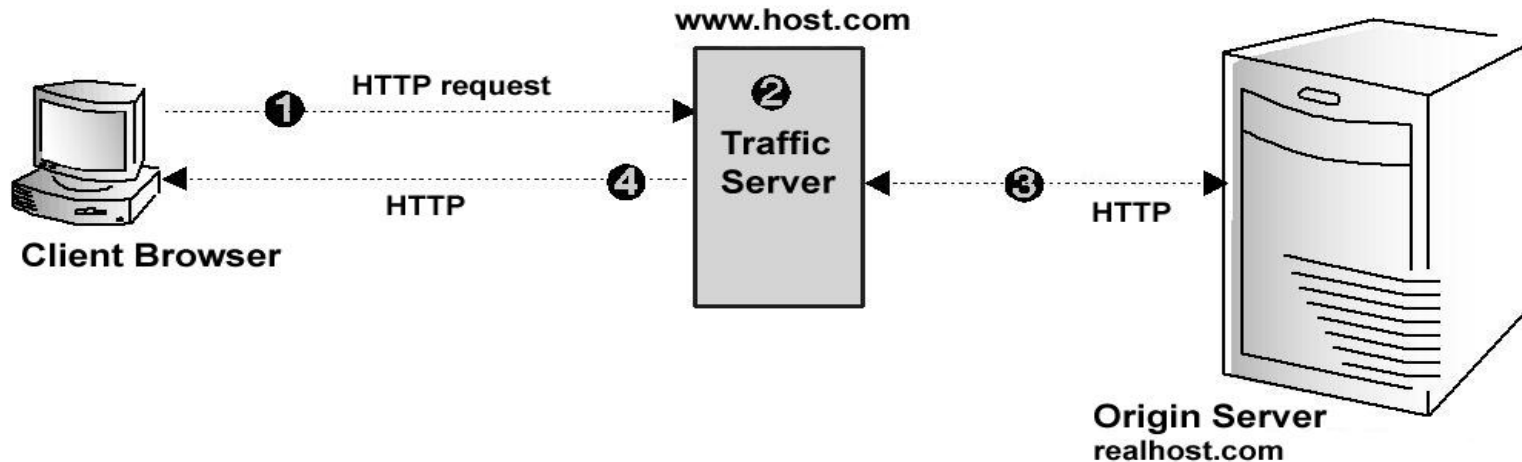 www.host.com
HTTP request
1
2
Traffic
Server
4
HTTP
3
HTTP
Client Browser
Origin Server
realhost.com